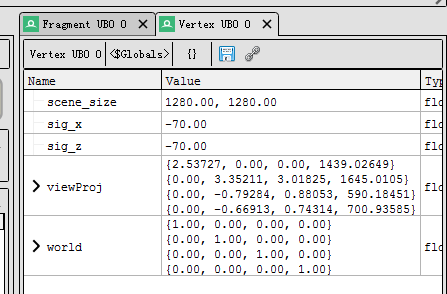 Fragment UBO 0
Vertex UBO 0
Vertex UBO 0 <$Globals> {}
Name Value Typ
scene_size 1280.00, 1280.00 flo
sig_x -70.00 flo
sig_z -70.00 flo
{2.53727, 0.00, 0.00, 1439.02649}
{0.00, 3.35211, 3.01825, 1645.0105}
viewProj flo
{0.00, -0.79284, 0.88053, 590.18451}
{0.00, -0.66913, 0.74314, 700.93585}
{1.00, 0.00, 0.00, 0.00}
{0.00, 1.00, 0.00, 0.00}
world flo
{0.00, 0.00, 1.00, 0.00}
{0.00, 0.00, 0.00, 1.00}